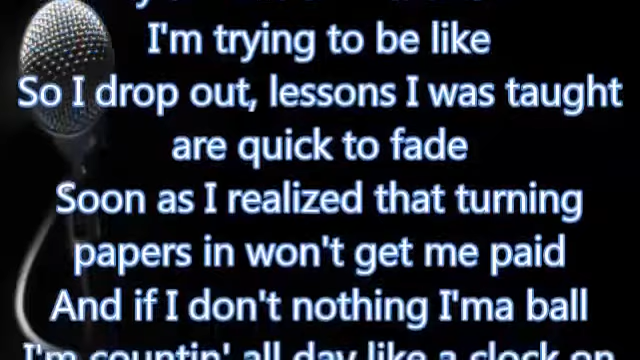 I'm trying to be like
So I drop out, lessons I was taught
are quick to fade
Soon as I realized that turning
papers in won't get me paid
And if I don't nothing I'ma ball
I'm countin' all day like a clock on